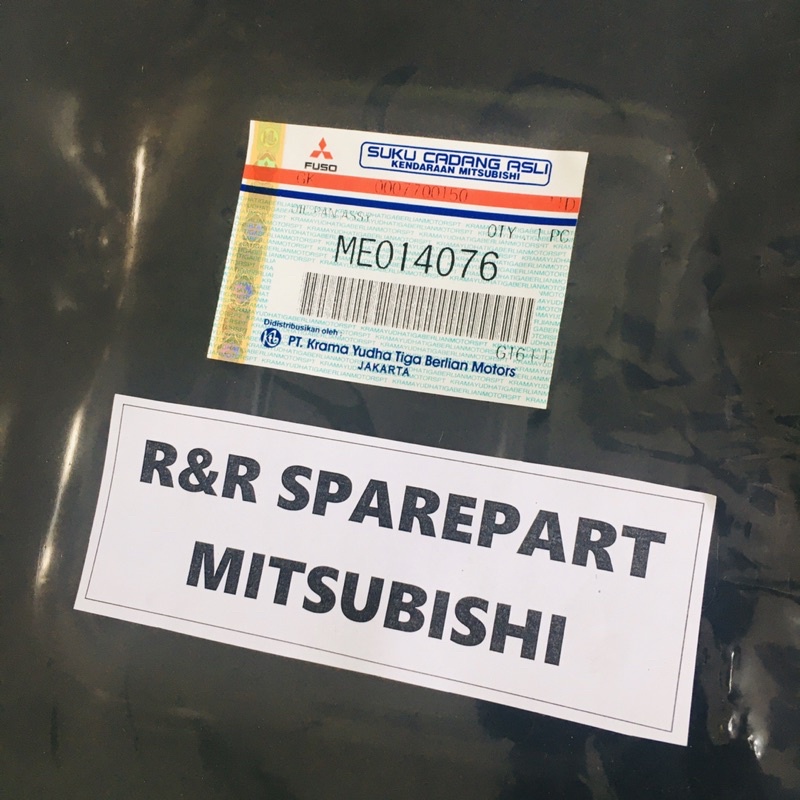 FUSO
SUKU CADANG ASLI
KENDARAAN MITSUBISHI
GK 0007700150
OIL PAN ASSY
QTY 1 PC
ME014076
Didistribusikan oleh
PT. Krama Yudha Tiga Berlian Motors
JAKARTA
R&R SPAREPART
MITSUBISHI